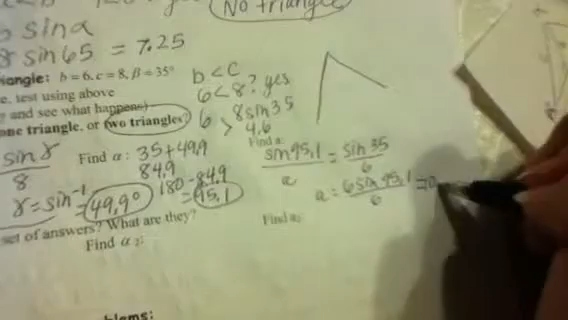 No triangle
sin α
sin 65 = 7.25
iangle: b = 6, c = 8, β = 35°
b < c
e, test using above
6 < 8? yes
y and see what happens)
8 sin 35
one triangle, or two triangles?
6 > 4.6
sin γ
8
Find α: 35 + 49.9
84.9
180 - 84.9
= 95.1
Find a:
sin 95.1 = sin 35
a 6
γ = sin⁻¹
= 49.9°
a = 6 sin 95.1 =
6
set of answers? What are they?
Find α₂:
Find a₂
blems: